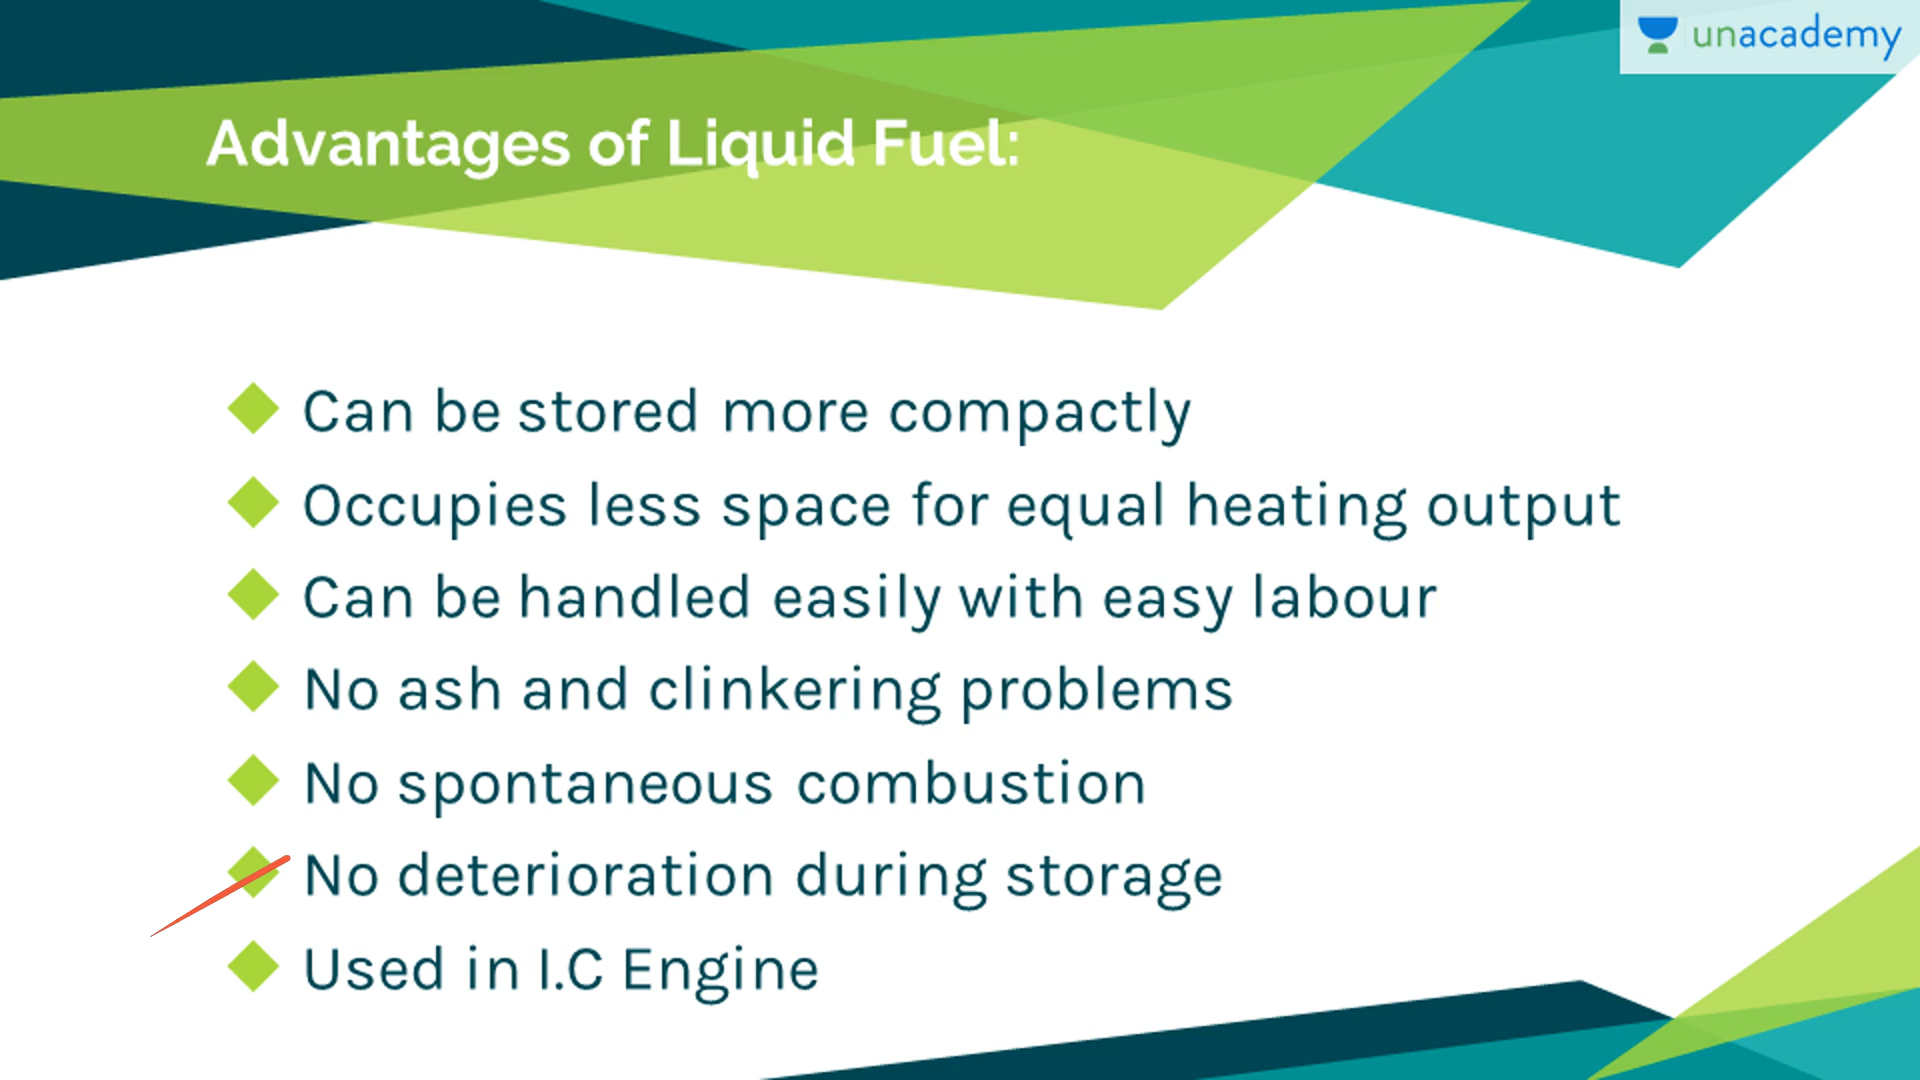 unacademy
Advantages of Liquid Fuel:
Can be stored more compactly
Occupies less space for equal heating output
Can be handled easily with easy labour
No ash and clinkering problems
No spontaneous combustion
No deterioration during storage
Used in I.C Engine